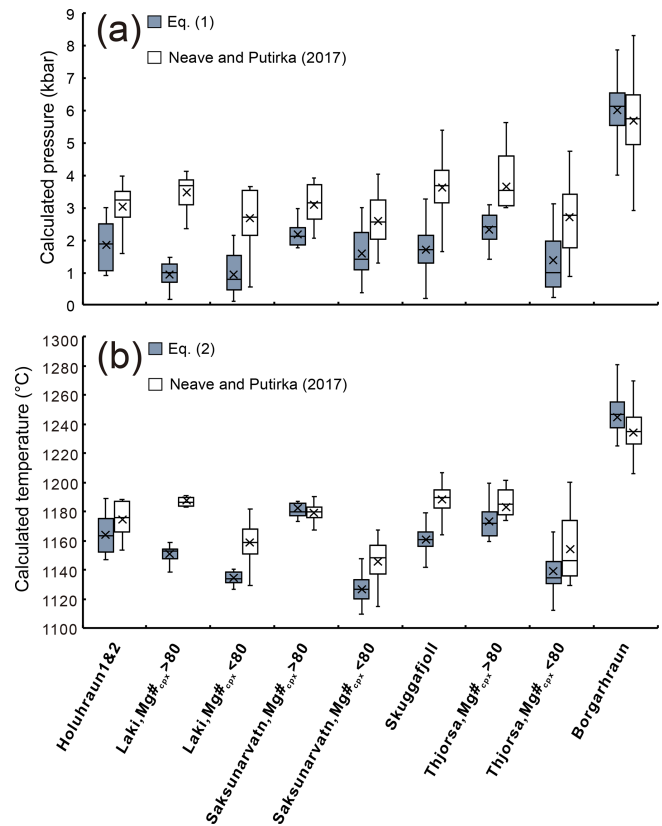 (a)
Eq. (1)
Neave and Putirka (2017)
Calculated pressure (kbar)
9
8
7
6
5
4
3
2
1
0
(b)
Eq. (2)
Neave and Putirka (2017)
Calculated temperature (°C)
1300
1280
1260
1240
1220
1200
1180
1160
1140
1120
1100
Holuhraun1&2
Laki,Mg#cpx >80
Laki,Mg#cpx <80
Saksunarvatn,Mg#cpx >80
Saksunarvatn,Mg#cpx <80
Skuggafjoll
Thjorsa,Mg#cpx >80
Thjorsa,Mg#cpx <80
Borgarhraun